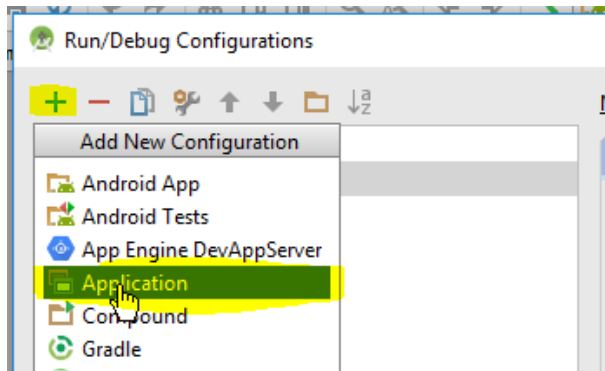 Run/Debug Configurations
Add New Configuration
Android App
Android Tests
App Engine DevAppServer
Application
Compound
Gradle